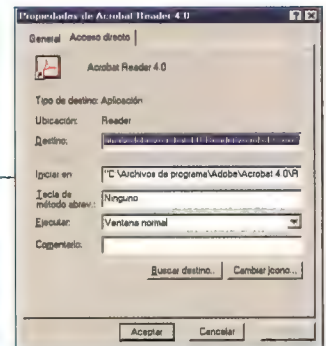 Propiedades de Acrobat Reader 4.0
General Acceso directo
Acrobat Reader 4.0
Tipo de destino: Aplicación
Ubicación: Reader
Destino:
Iniciar en "C:\Archivos de programa\Adobe\Acrobat 4.0\R
Tecla de método abrev.: Ninguno
Ejecutar: Ventana normal
Comentario:
Buscar destino... Cambiar icono...
Aceptar Cancelar